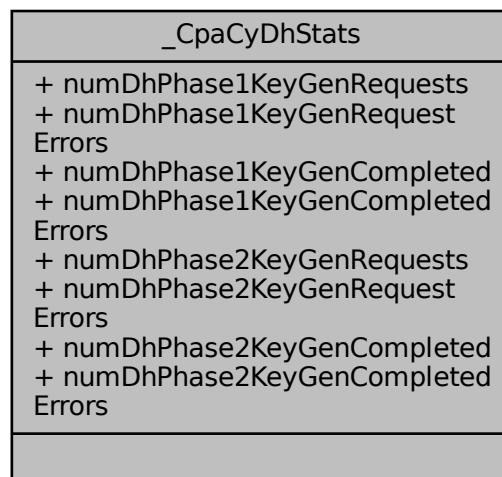 _CpaCyDhStats
+ numDhPhase1KeyGenRequests
+ numDhPhase1KeyGenRequest
Errors
+ numDhPhase1KeyGenCompleted
+ numDhPhase1KeyGenCompleted
Errors
+ numDhPhase2KeyGenRequests
+ numDhPhase2KeyGenRequest
Errors
+ numDhPhase2KeyGenCompleted
+ numDhPhase2KeyGenCompleted
Errors